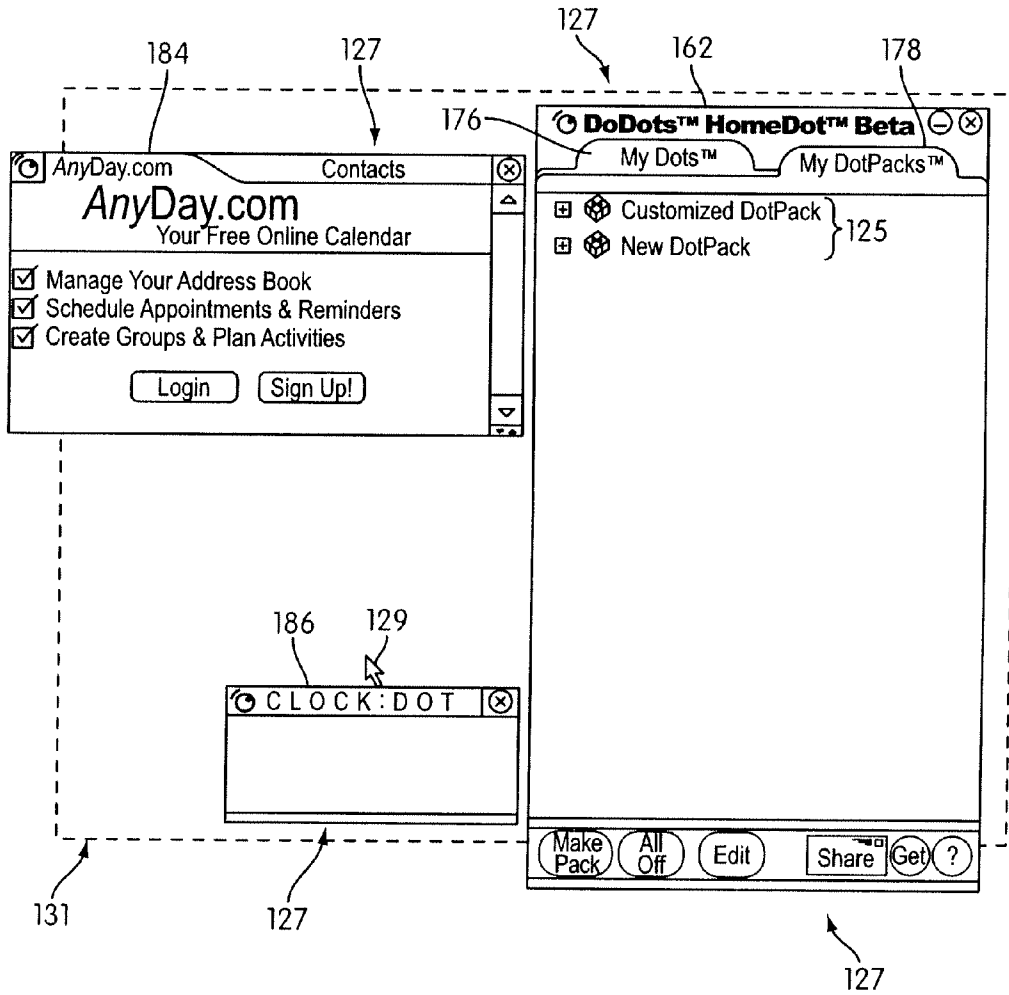 184
127
127
162
178
176
DoDots™ HomeDot™ Beta
My Dots™
My DotPacks™
AnyDay.com
Contacts
AnyDay.com
Your Free Online Calendar
Customized DotPack
New DotPack
125
Manage Your Address Book
Schedule Appointments & Reminders
Create Groups & Plan Activities
Login
Sign Up!
186
129
CLOCK:DOT
Make Pack
All Off
Edit
Share
Get
?
131
127
127